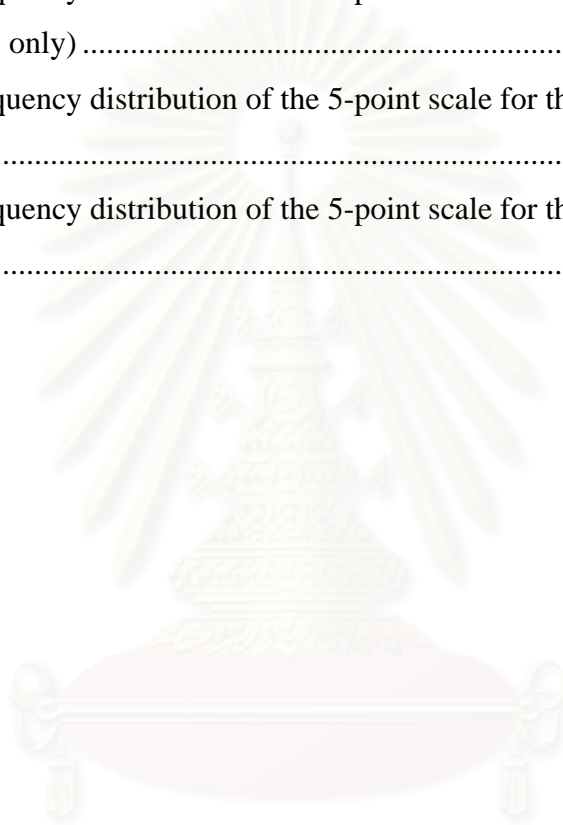 only) ..........................................................................
quency distribution of the 5-point scale for th
..........................................................................
quency distribution of the 5-point scale for th
..........................................................................